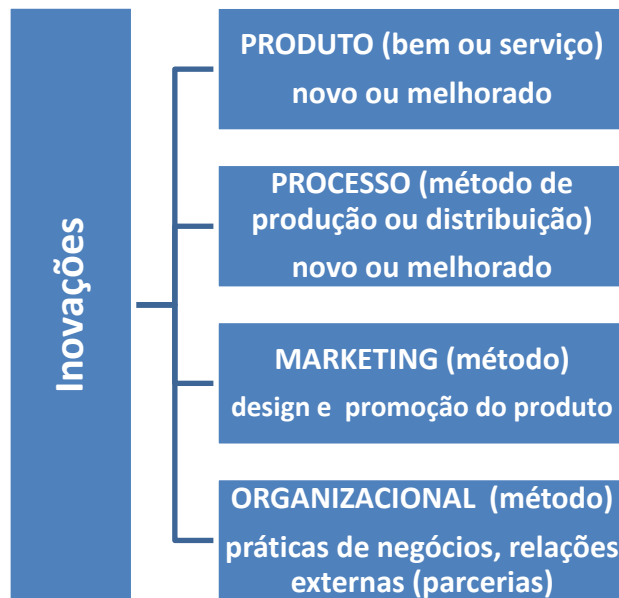 Inovações
PRODUTO (bem ou serviço)
novo ou melhorado
PROCESSO (método de
produção ou distribuição)
novo ou melhorado
MARKETING (método)
design e promoção do produto
ORGANIZACIONAL (método)
práticas de negócios, relações
externas (parcerias)